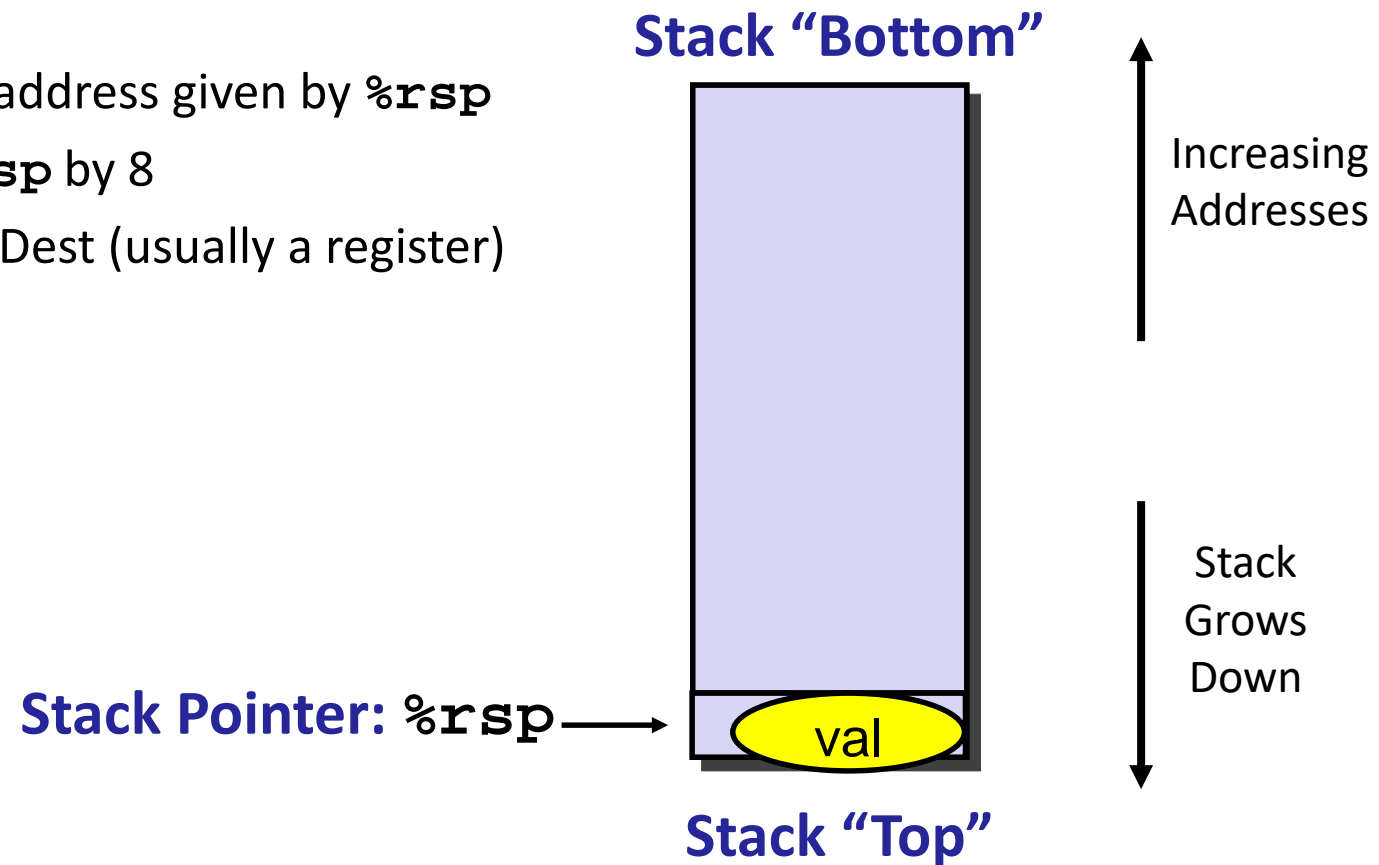 Stack “Bottom”
address given by %rsp
sp by 8
Dest (usually a register)
Increasing
Addresses
Stack
Grows
Down
Stack Pointer: %rsp
val
Stack “Top”